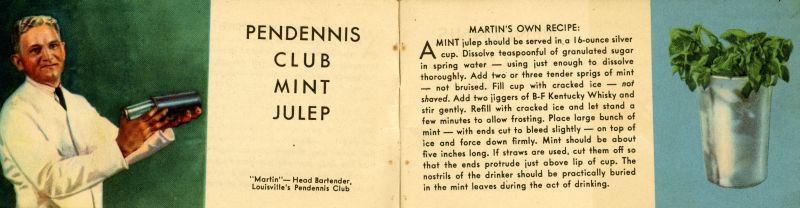 PENDENNIS
CLUB
MINT
JULEP
"Martin"—Head Bartender,
Louisville's Pendennis Club
MARTIN'S OWN RECIPE:
A MINT julep should be served in a 16-ounce silver
cup. Dissolve teaspoonful of granulated sugar
in spring water — using just enough to dissolve
thoroughly. Add two or three tender sprigs of mint
— not bruised. Fill cup with cracked ice — not
shaved. Add two jiggers of B-F Kentucky Whisky and
stir gently. Refill with cracked ice and let stand a
few minutes to allow frosting. Place large bunch of
mint — with ends cut to bleed slightly — on top of
ice and force down firmly. Mint should be about
five inches long. If straws are used, cut them off so
that the ends protrude just above lip of cup. The
nostrils of the drinker should be practically buried
in the mint leaves during the act of drinking.